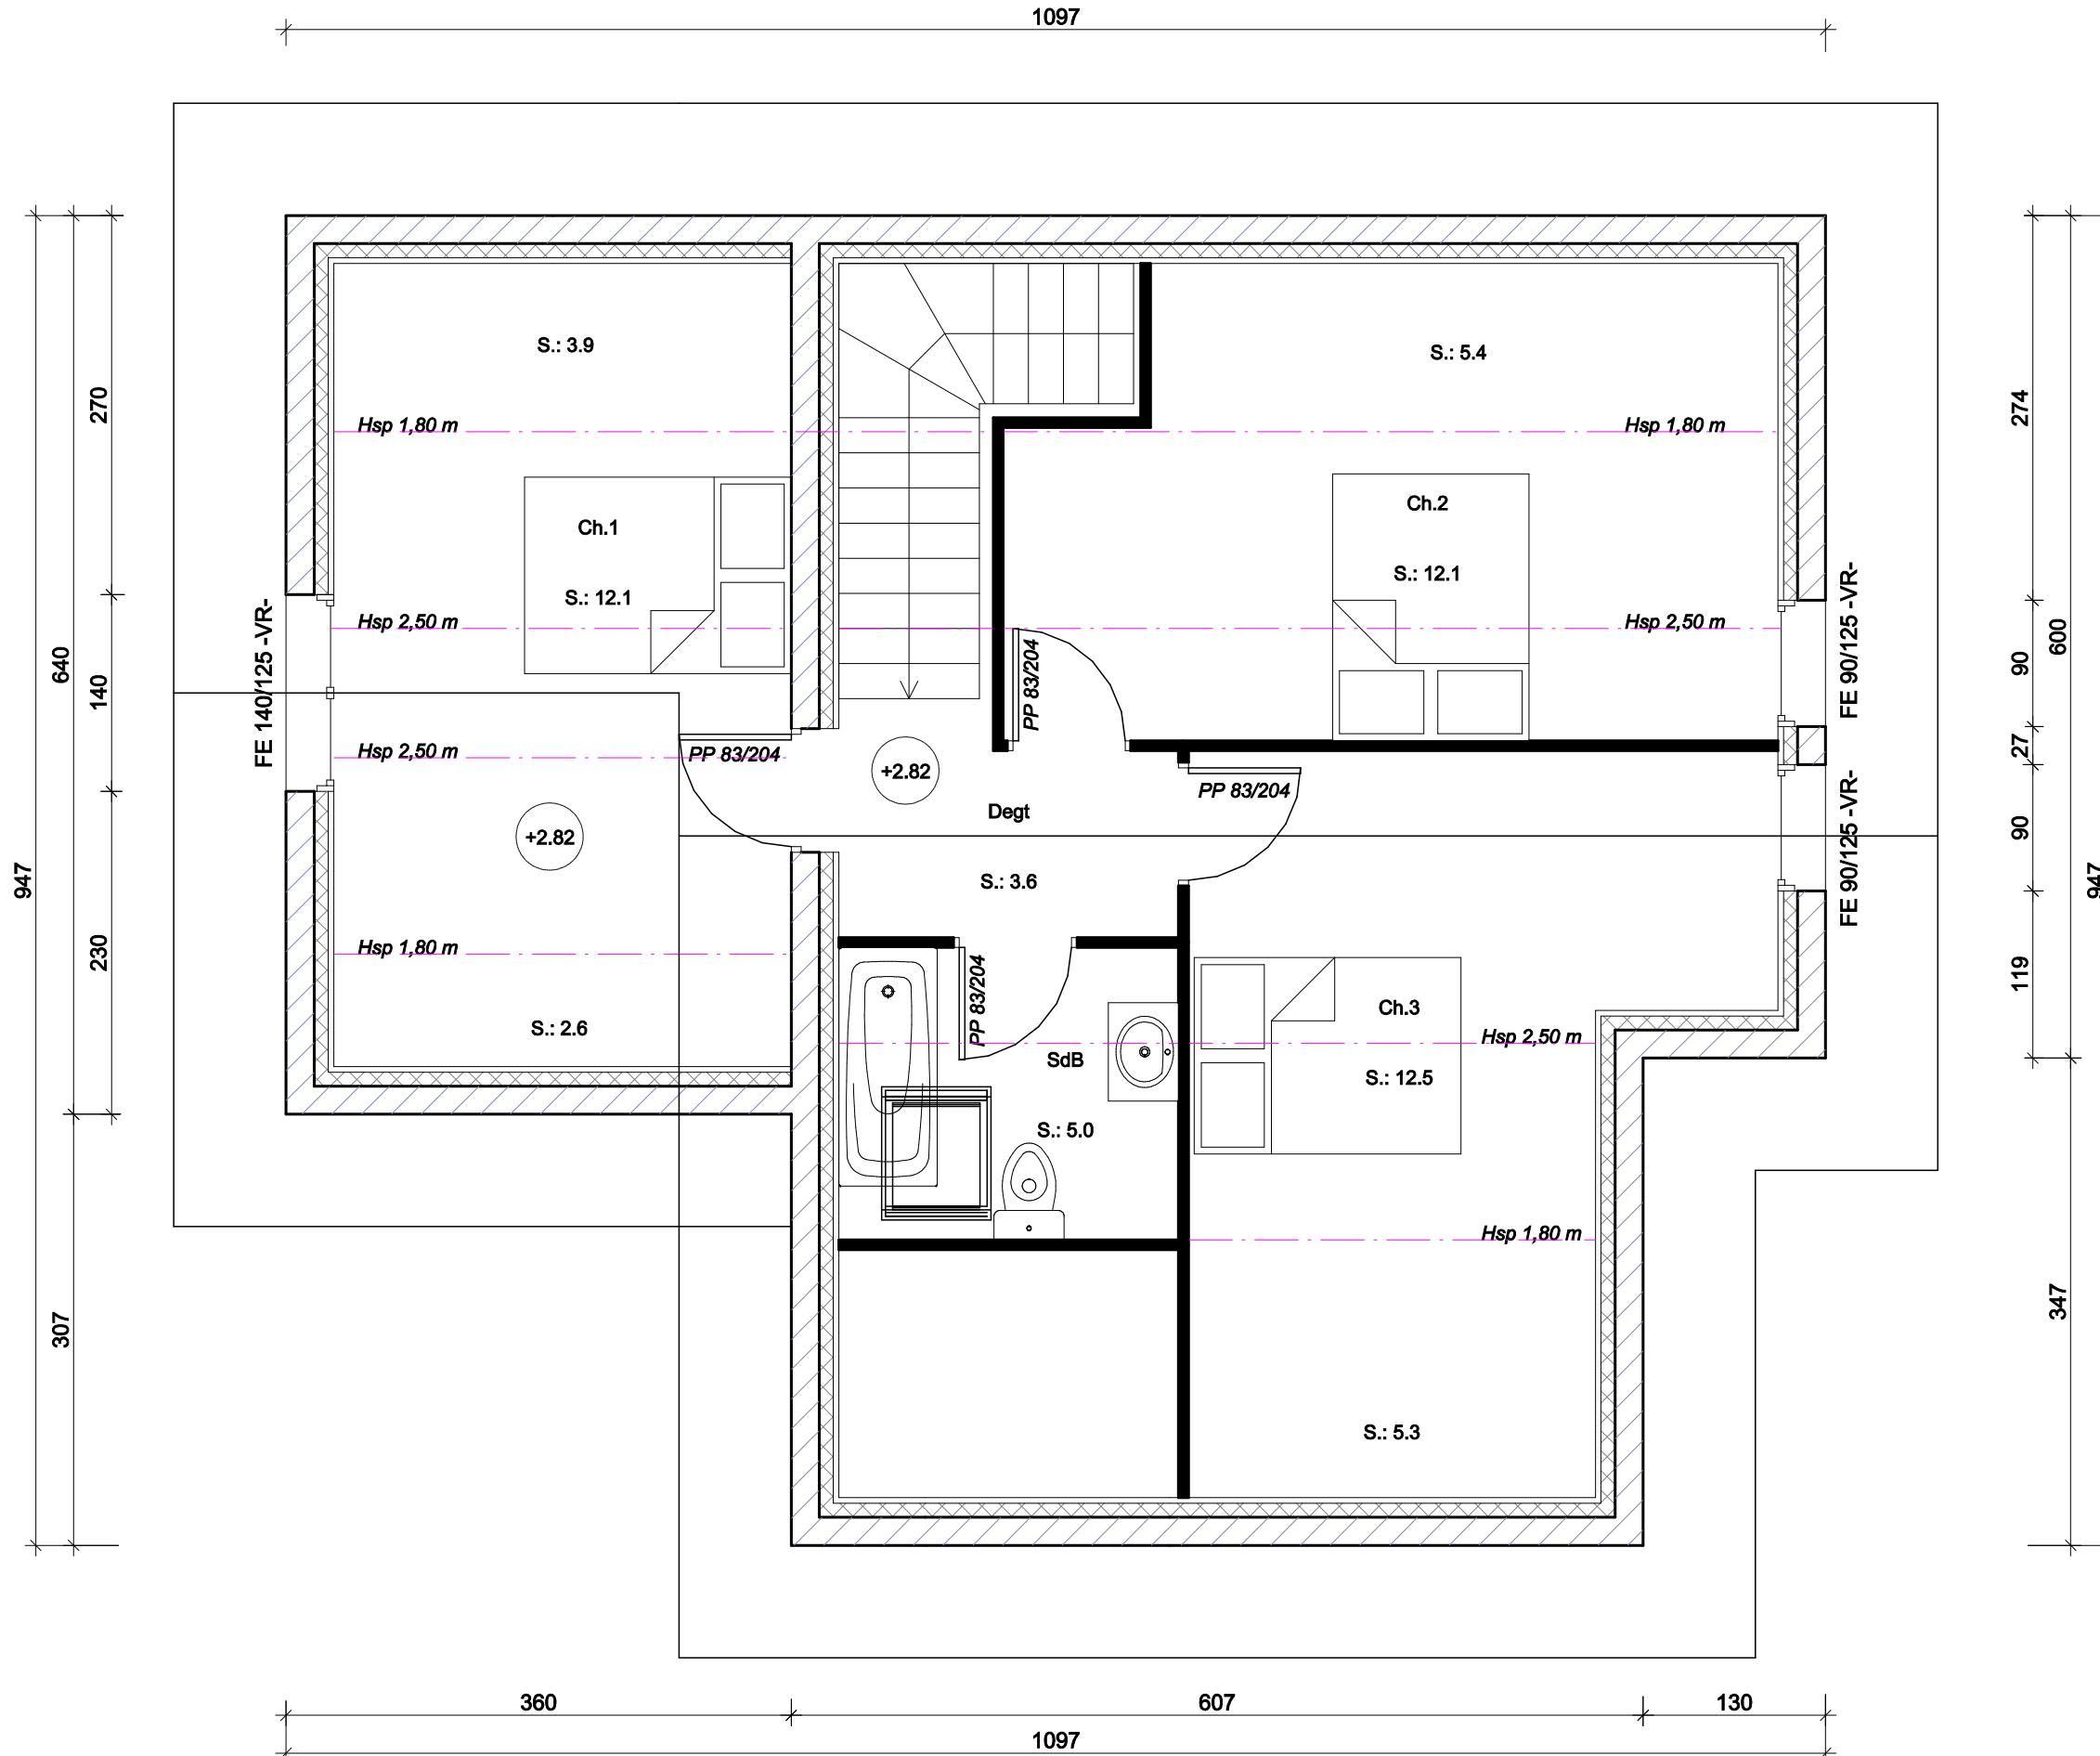 1097
S.: 3.9
S.: 5.4
270
274
Hsp 1,80 m
Hsp 1,80 m
Ch.1
Ch.2
S.: 12.1
S.: 12.1
Hsp 2,50 m
Hsp 2,50 m
FE 140/125 -VR-
FE 90/125 -VR-
640
140
90
600
PP 83/204
Hsp 2,50 m
PP 83/204
+2.82
27
PP 83/204
Degt
+2.82
FE 90/125 -VR-
90
947
947
S.: 3.6
230
Hsp 1,80 m
PP 83/204
119
S.: 2.6
Ch.3
Hsp 2,50 m
SdB
S.: 12.5
S.: 5.0
Hsp 1,80 m
307
347
S.: 5.3
360
607
130
1097